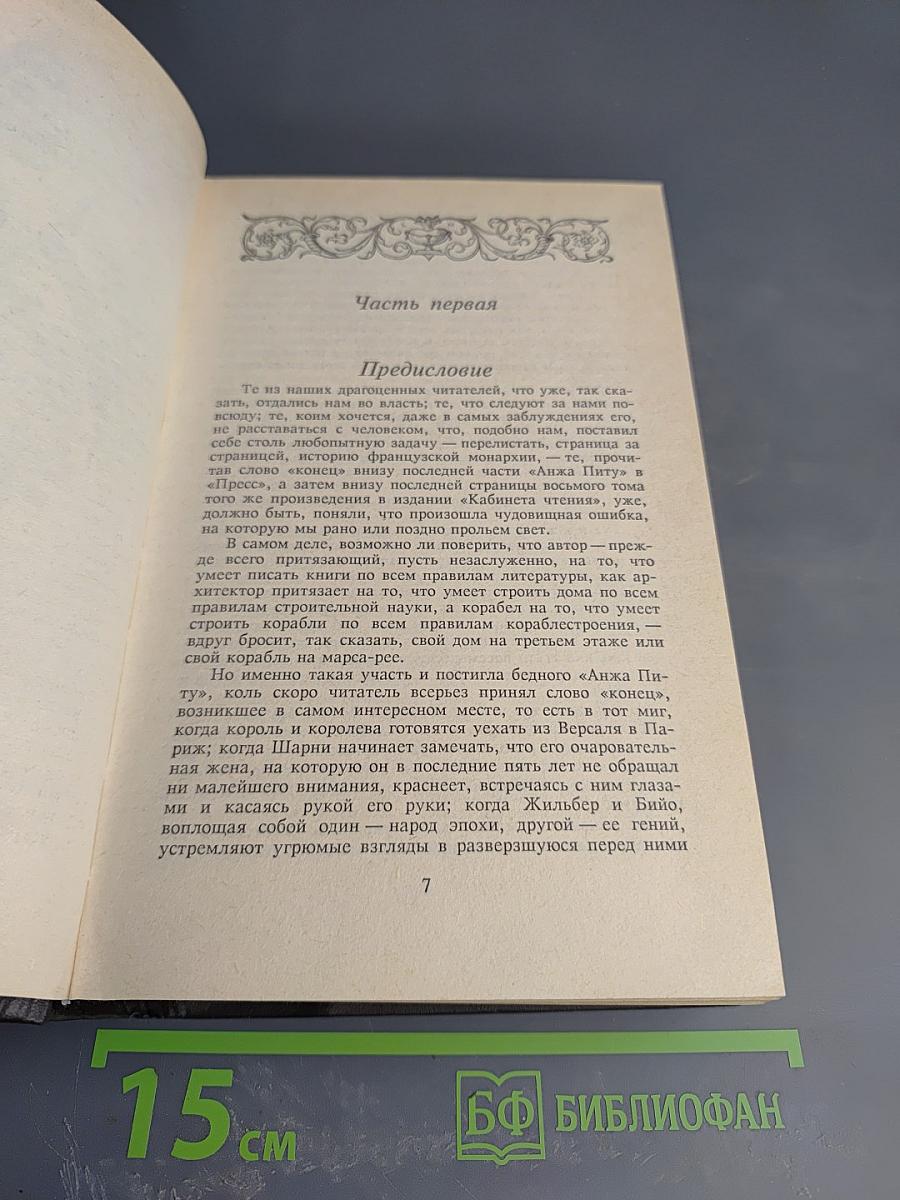 Часть первая
Предисловие
Те из наших драгоценных читателей, что уже, так ска-
зать, отдались нам во власть; те, что следуют за нами по-
всюду; те, коим хочется, даже в самых заблуждениях его,
не расставаться с человеком, что, подобно нам, поставил
себе столь любопытную задачу — перелистать, страница за
страницей, историю французской монархии, — те, прочи-
тав слово «конец» внизу последней части «Анжа Питу» в
«Пресс», а затем внизу последней страницы восьмого тома
того же произведения в издании «Кабинета чтения», уже,
должно быть, поняли, что произошла чудовищная ошибка,
на которую мы рано или поздно прольем свет.
В самом деле, возможно ли поверить, что автор — преж-
де всего притязающий, пусть незаслуженно, на то, что
умеет писать книги по всем правилам литературы, как ар-
хитектор притязает на то, что умеет строить дома по всем
правилам строительной науки, а корабел на то, что умеет
строить корабли по всем правилам кораблестроения, —
вдруг бросит, так сказать, свой дом на третьем этаже или
свой корабль на марса-рее.
Но именно такая участь и постигла бедного «Анжа Пи-
ту», коль скоро читатель всерьез принял слово «конец»,
возникшее в самом интересном месте, то есть в тот миг,
когда король и королева готовятся уехать из Версаля в Па-
риж; когда Шарни начинает замечать, что его очарователь-
ная жена, на которую он в последние пять лет не обращал
ни малейшего внимания, краснеет, встречаясь с ним глаза-
ми и касаясь рукой его руки; когда Жильбер и Бийо,
воплощая собой один — народ эпохи, другой — ее гений,
устремляют угрюмые взгляды в разверзшуюся перед ними
7
15 см
БФ БИБЛИОФАН